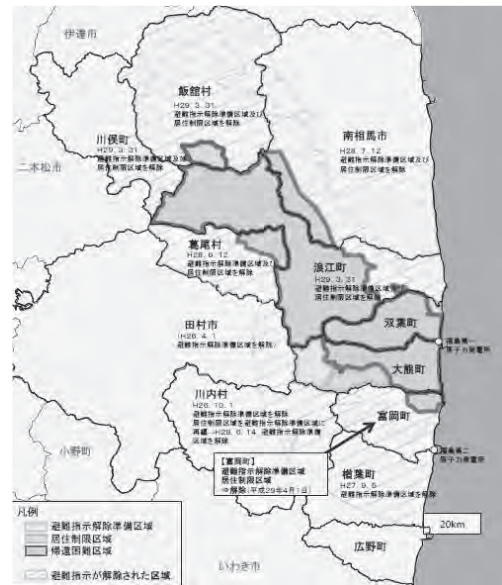 伊達市
飯舘村
H29.3.31
避難指示解除準備区域及び
居住制限区域を解除
川俣町
H29.3.31
避難指示解除準備区域及び
居住制限区域を解除
南相馬市
H28.7.12
避難指示解除準備区域及び
居住制限区域を解除
二本松市
葛尾村
H28.6.12
避難指示解除準備区域及び
居住制限区域を解除
浪江町
H29.3.31
避難指示解除準備区域及び
居住制限区域を解除
双葉町
福島第一
原子力発電所
田村市
H26.4.1
避難指示解除準備区域を解除
大熊町
川内村
H26.10.1
避難指示解除準備区域を解除
居住制限区域を避難指示解除準備区域に
再編→H28.6.14 避難指示解除準備
区域を解除
富岡町
小野町
福島第二
原子力発電所
【富岡町】
避難指示解除準備区域
居住制限区域
⇒解除(平成29年4月1日)
楢葉町
H27.9.5
避難指示解除準備区域
を解除
凡例
避難指示解除準備区域
居住制限区域
帰還困難区域
避難指示が解除された区域
20km
広野町
いわき市